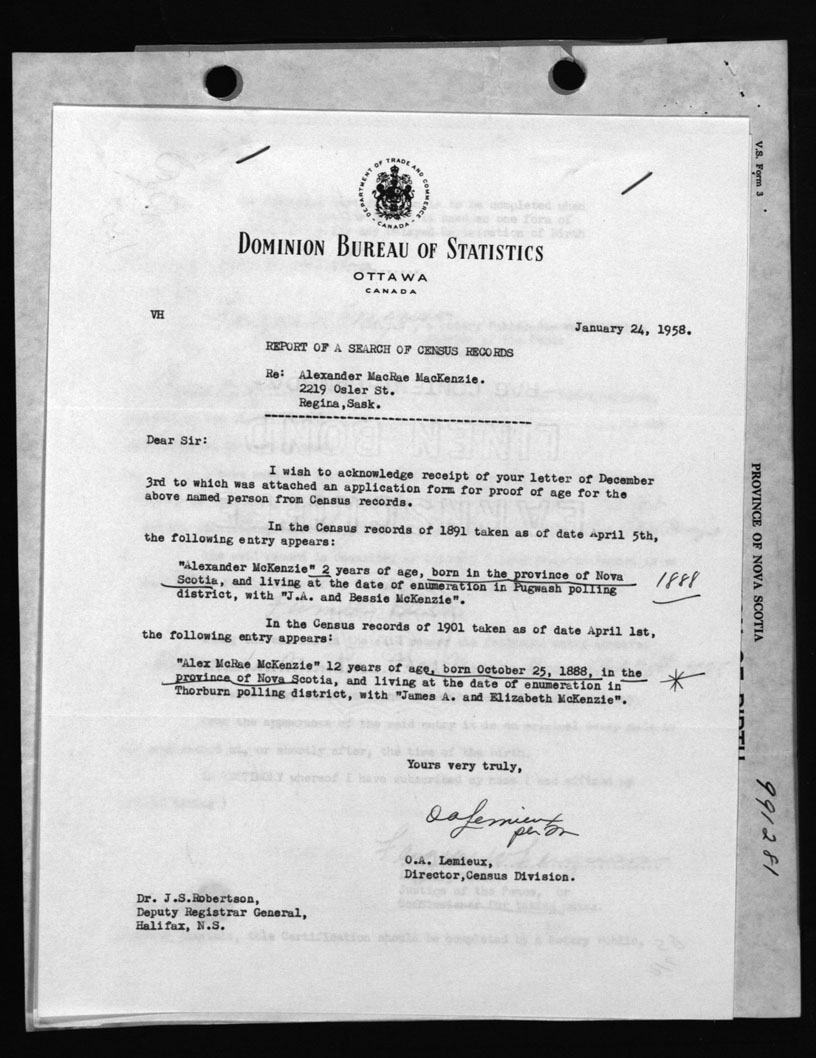 DEPARTMENT OF TRADE AND COMMERCE
CANADA
DOMINION BUREAU OF STATISTICS
OTTAWA
CANADA
VH
January 24, 1958.
REPORT OF A SEARCH OF CENSUS RECORDS
Re: Alexander MacRae MacKenzie.
2219 Osler St.
Regina,Sask.
Dear Sir:
I wish to acknowledge receipt of your letter of December
3rd to which was attached an application form for proof of age for the
above named person from Census records.
In the Census records of 1891 taken as of date April 5th,
the following entry appears:
"Alexander McKenzie" 2 years of age, born in the province of Nova
Scotia, and living at the date of enumeration in Pugwash polling
district, with "J.A. and Bessie McKenzie".
1888
In the Census records of 1901 taken as of date April 1st,
the following entry appears:
"Alex McRae McKenzie" 12 years of age, born October 25, 1888, in the
province of Nova Scotia, and living at the date of enumeration in
Thorburn polling district, with "James A. and Elizabeth McKenzie".
Yours very truly,
OA Lemieux
per
O.A. Lemieux,
Director,Census Division.
Dr. J.S.Robertson,
Deputy Registrar General,
Halifax, N.S.
V.S. Form 3
PROVINCE OF NOVA SCOTIA
OF BIRTH
991281